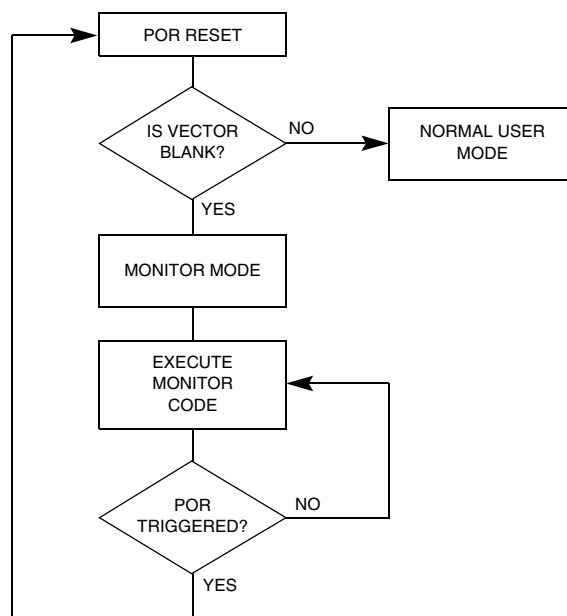 POR RESET
IS VECTOR
BLANK?
NO
NORMAL USER
MODE
YES
MONITOR MODE
EXECUTE
MONITOR
CODE
POR
TRIGGERED?
NO
YES